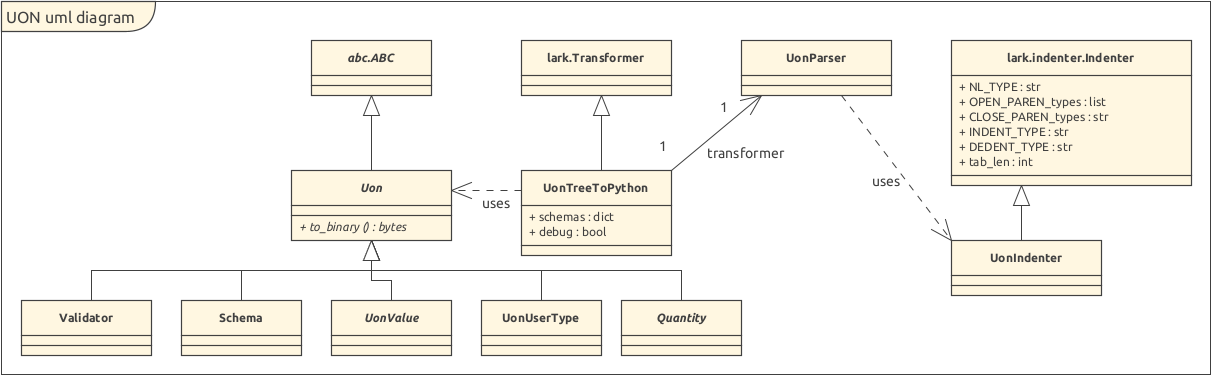 UON uml diagram
abc.ABC
lark.Transformer
UonParser
lark.indenter.Indenter
+ NL_TYPE : str
+ OPEN_PAREN_types : list
+ CLOSE_PAREN_types : str
+ INDENT_TYPE : str
+ DEDENT_TYPE : str
+ tab_len : int
1
1
transformer
uses
Uon
+ to_binary () : bytes
uses
UonTreeToPython
+ schemas : dict
+ debug : bool
UonIndenter
Validator
Schema
UonValue
UonUserType
Quantity